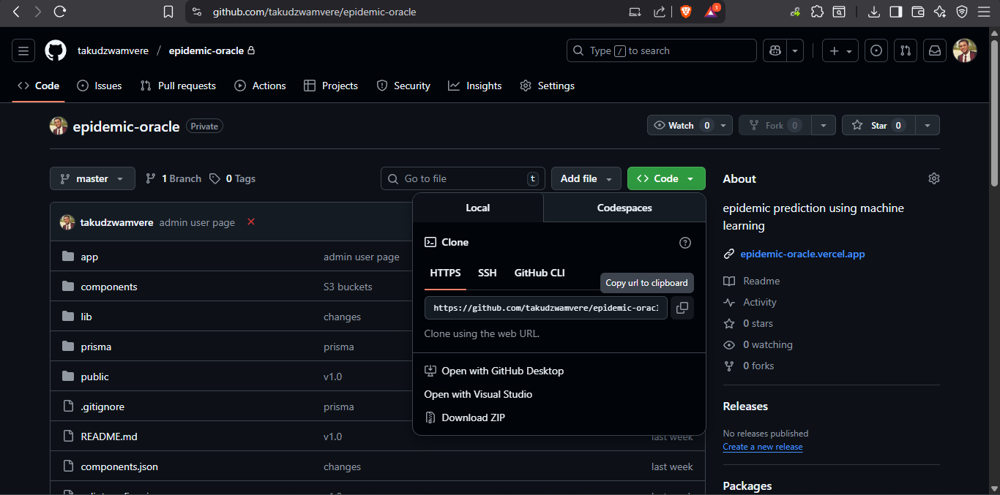 github.com/takudzwamvere/epidemic-oracle
1
takudzwamvere / epidemic-oracle
Type / to search
Code Issues Pull requests Actions Projects Security Insights Settings
epidemic-oracle Private
Watch 0 Fork 0 Star 0
master 1 Branch 0 Tags
Go to file t Add file Code
About
Local Codespaces
epidemic prediction using machine
learning
takudzwamvere admin user page
Clone
epidemic-oracle.vercel.app
app admin user page
HTTPS SSH GitHub CLI
Copy url to clipboard
Readme
components S3 buckets
https://github.com/takudzwamvere/epidemic-orac
Activity
lib changes
0 stars
Clone using the web URL.
prisma prisma
0 watching
0 forks
public v1.0
Open with GitHub Desktop
Open with Visual Studio
.gitignore prisma
Releases
Download ZIP
README.md v1.0 last week
No releases published
Create a new release
components.json changes last week
Packages